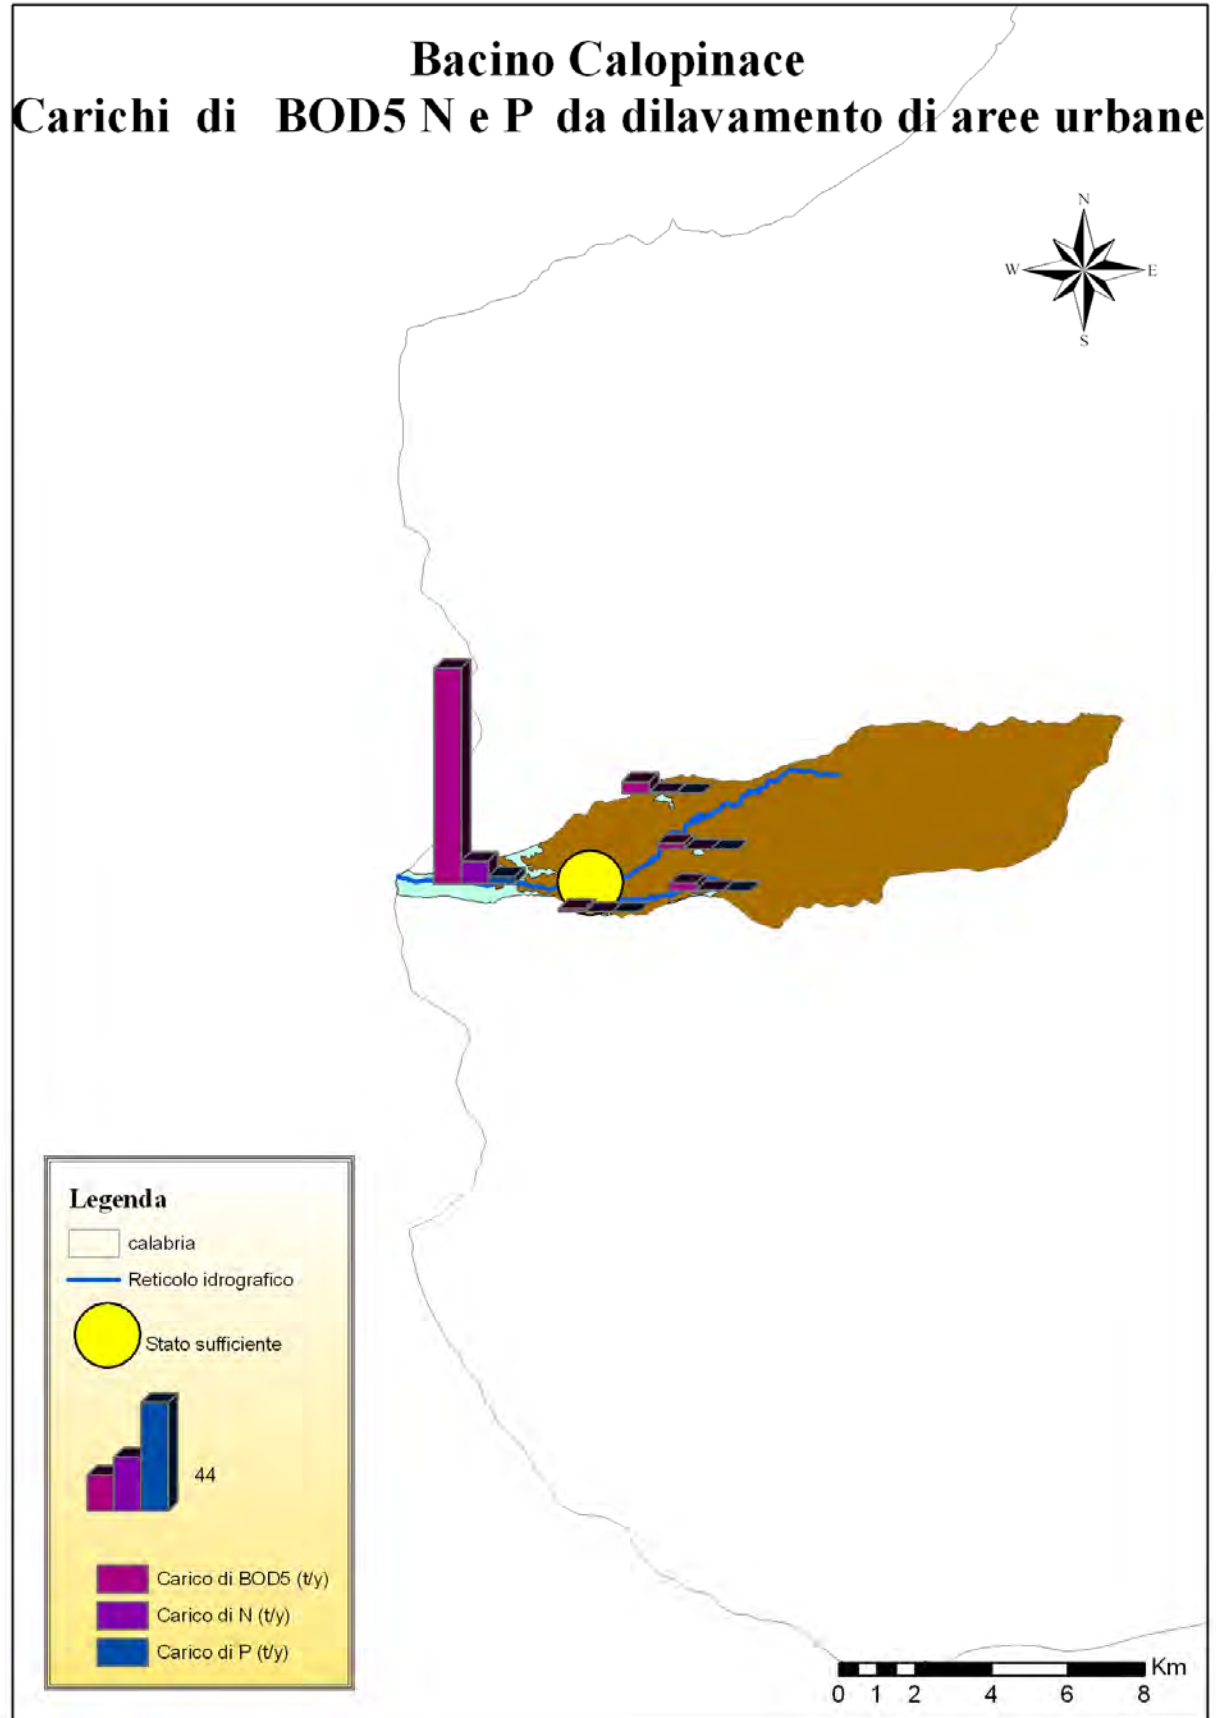 Bacino Calopinace
Carichi di BOD5 N e P da dilavamento di aree urbane
N
W E
S
Legenda
calabria
Reticolo idrografico
Stato sufficiente
44
Carico di BOD5 (t/y)
Carico di N (t/y)
Carico di P (t/y)
Km
0 1 2 4 6 8